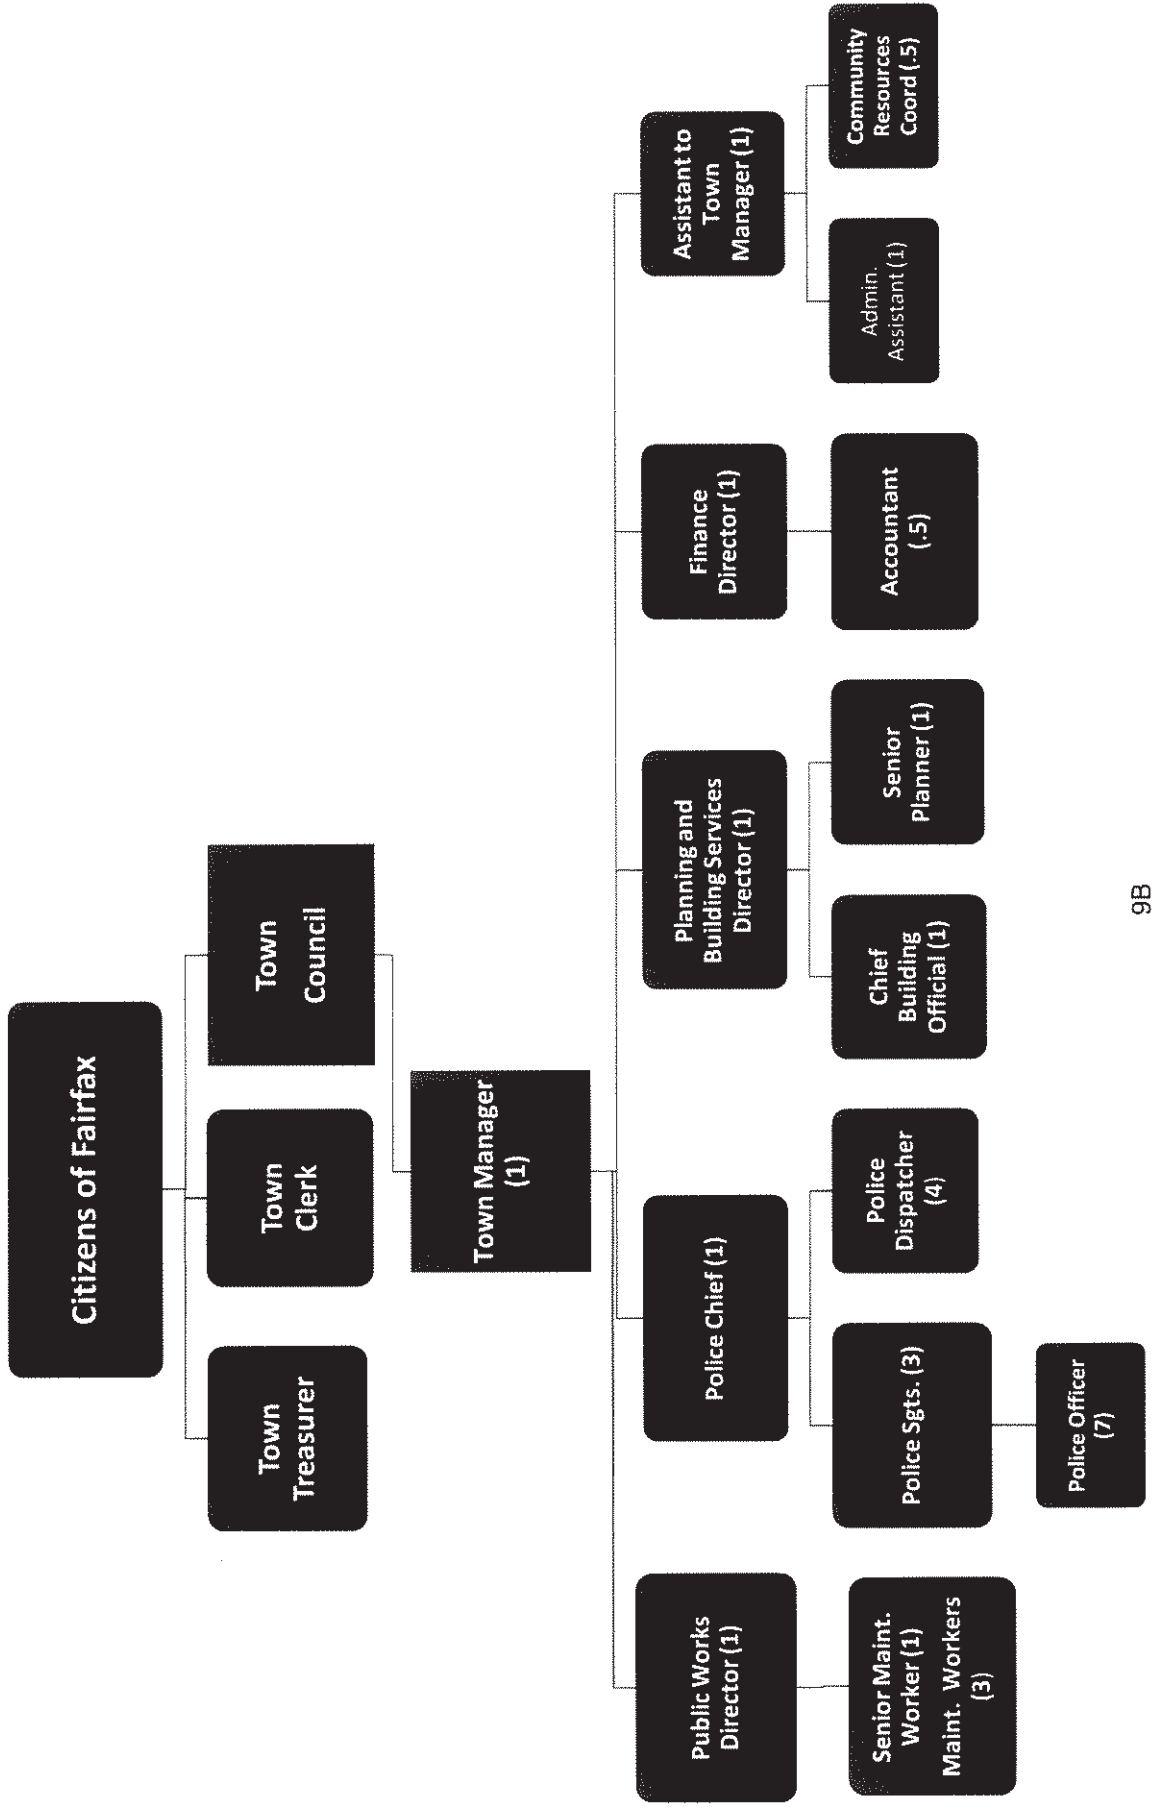 Citizens of Fairfax
Town
Treasurer
Town
Clerk
Town
Council
Town Manager
(1)
Public Works
Director (1)
Police Chief (1)
Planning and
Building Services
Director (1)
Finance
Director (1)
Assistant to
Town
Manager (1)
Senior Maint.
Worker (1)
Maint. Workers
(3)
Police Sgts. (3)
Police
Dispatcher
(4)
Chief
Building
Official (1)
Senior
Planner (1)
Accountant
(.5)
Admin.
Assistant (1)
Community
Resources
Coord (.5)
Police Officer
(7)
9B